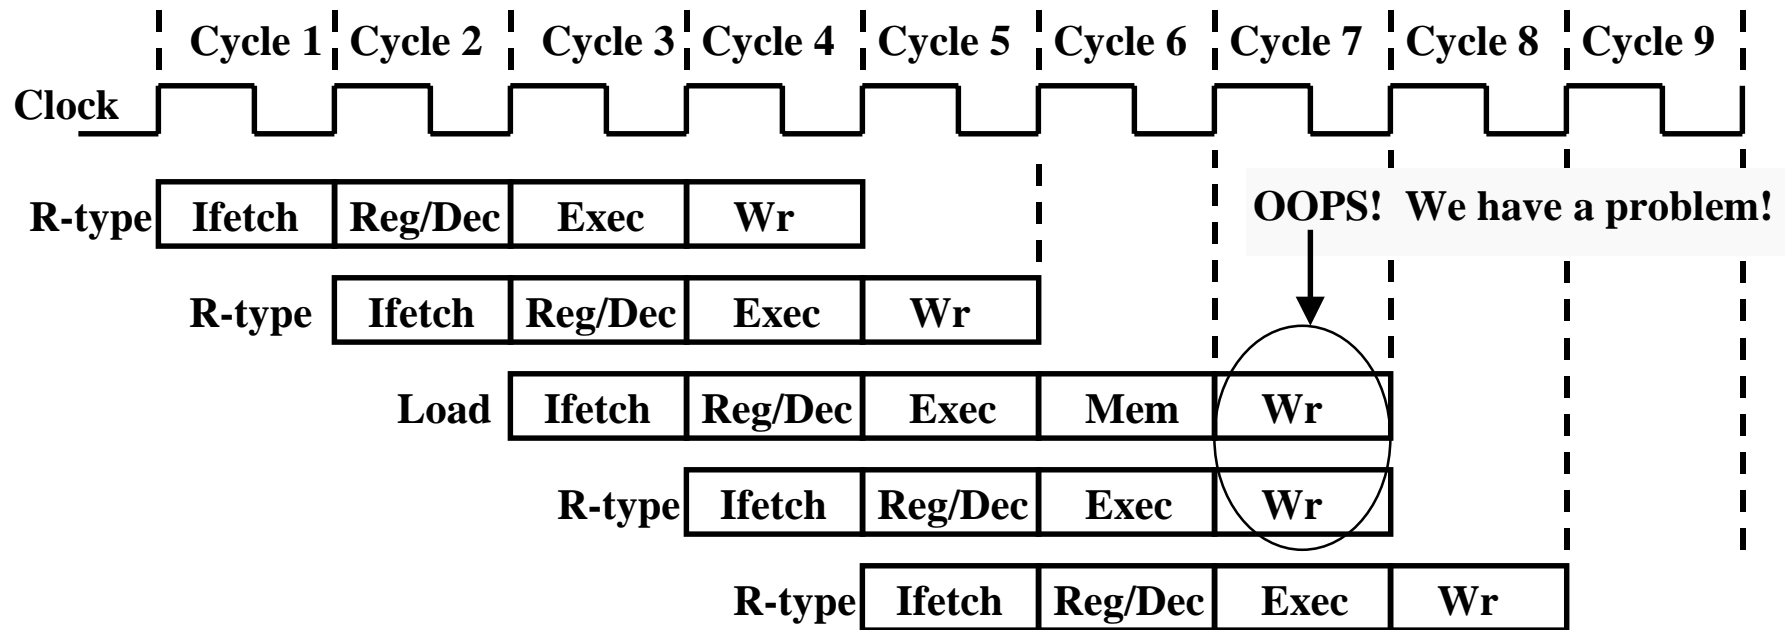 Cycle 1 Cycle 2 Cycle 3 Cycle 4 Cycle 5 Cycle 6 Cycle 7 Cycle 8 Cycle 9
Clock
OOPS! We have a problem!
R-type Ifetch Reg/Dec Exec Wr
R-type Ifetch Reg/Dec Exec Wr
Load Ifetch Reg/Dec Exec Mem Wr
R-type Ifetch Reg/Dec Exec Wr
R-type Ifetch Reg/Dec Exec Wr